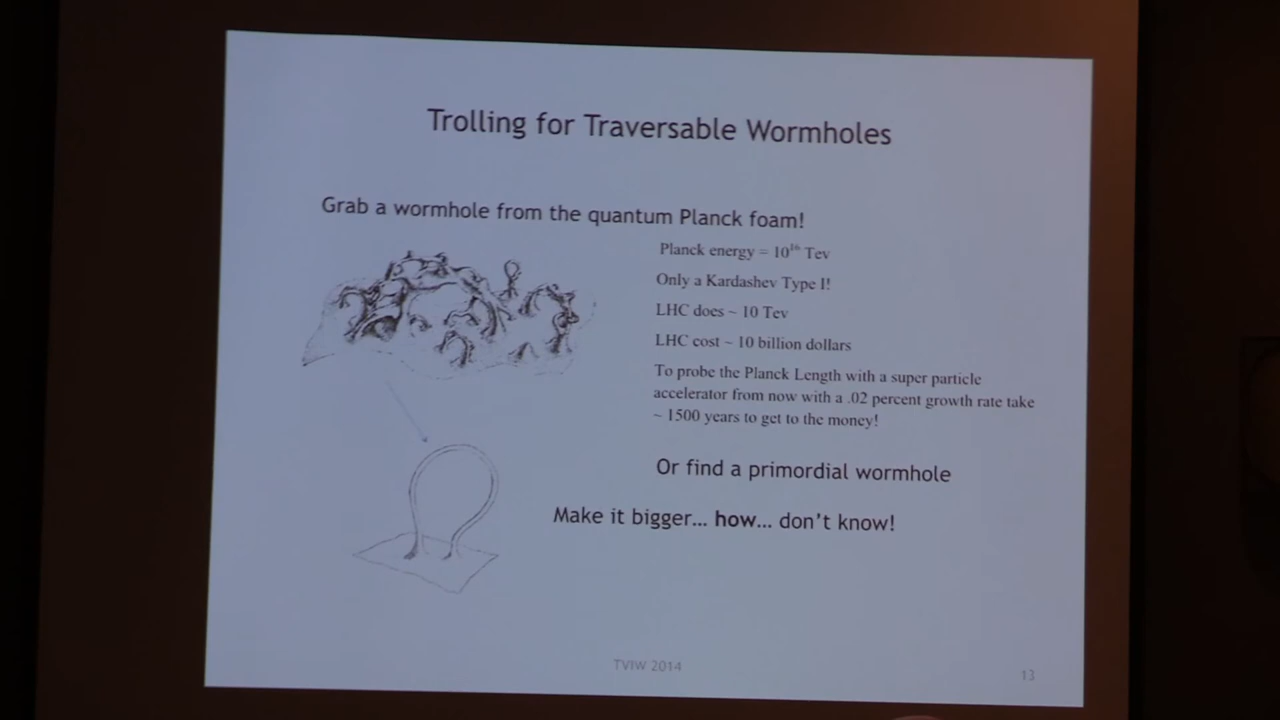 Trolling for Traversable Wormholes
Grab a wormhole from the quantum Planck foam!
Planck energy = 10¹⁶ Tev
Only a Kardashev Type I!
LHC does ~ 10 Tev
LHC cost ~ 10 billion dollars
To probe the Planck Length with a super particle
accelerator from now with a .02 percent growth rate take
~ 1500 years to get to the money!
Or find a primordial wormhole
Make it bigger... how... don't know!
TVIW 2014
13